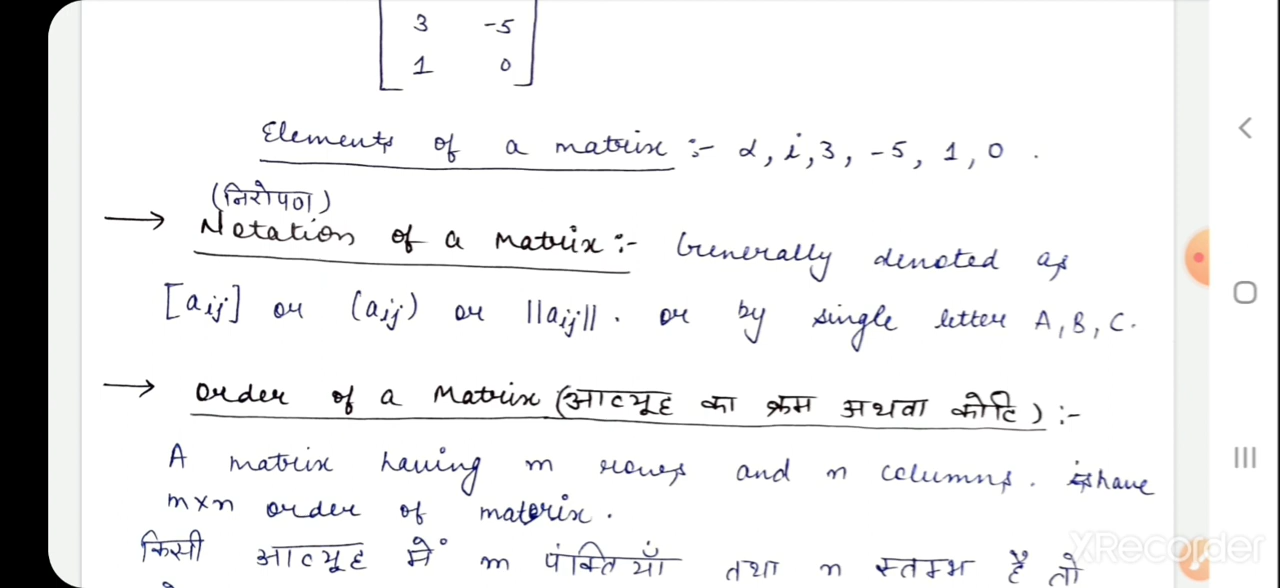 3 -5
1 0
Elements of a matrix :- α, i, 3, -5, 1, 0 .
(निरोपण)
→ Notation of a Matrix :- Generally denoted as
[aij] or (aij) or ||aij|| . or by single letter A, B, C.
→ Order of a Matrix (आव्यूह का क्रम अथवा कोटि) :-
A matrix having m rows and n columns. have
m×n order of matrix.
किसी आव्यूह में m पंक्तियाँ तथा n स्तम्भ हैं तो
XRecorder